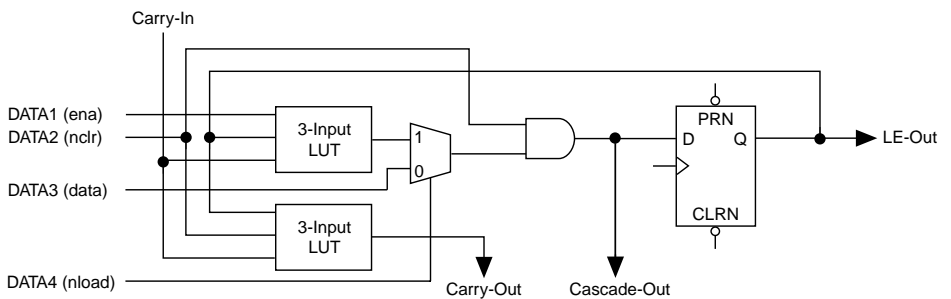 Carry-In
DATA1 (ena)
DATA2 (nclr)
3-Input
LUT
1
0
PRN
D
Q
CLRN
LE-Out
DATA3 (data)
3-Input
LUT
DATA4 (nload)
Carry-Out
Cascade-Out